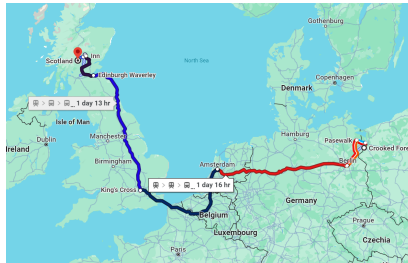 Gothenburg
North Sea
Inn
Scotland
Edinburgh Waverley
Copenhagen
Denmark
1 day 13 hr
Isle of Man
Dublin
Manchester
Hamburg
Pasewalk
Ireland
Crooked Fore
Birmingham
Amsterdam
Berlin
King's Cross
1 day 16 hr
Germany
Belgium
Prague
Luxembourg
Czechia
Paris